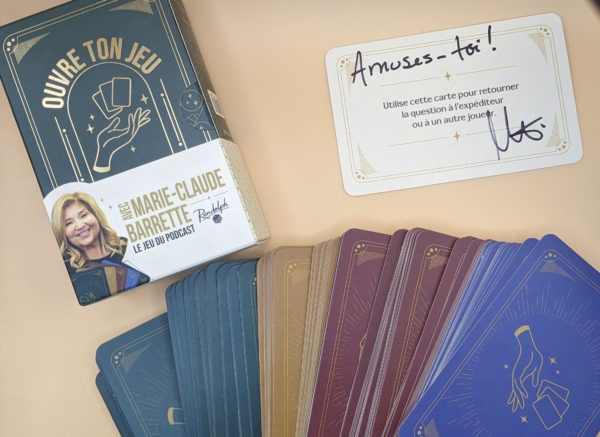 OUVRE TON JEU
AVEC
MARIE-CLAUDE
BARRETTE
LE JEU DU PODCAST
Randolph
Amuses-toi!
Utilise cette carte pour retourner
la question à l'expéditeur
ou à un autre joueur.